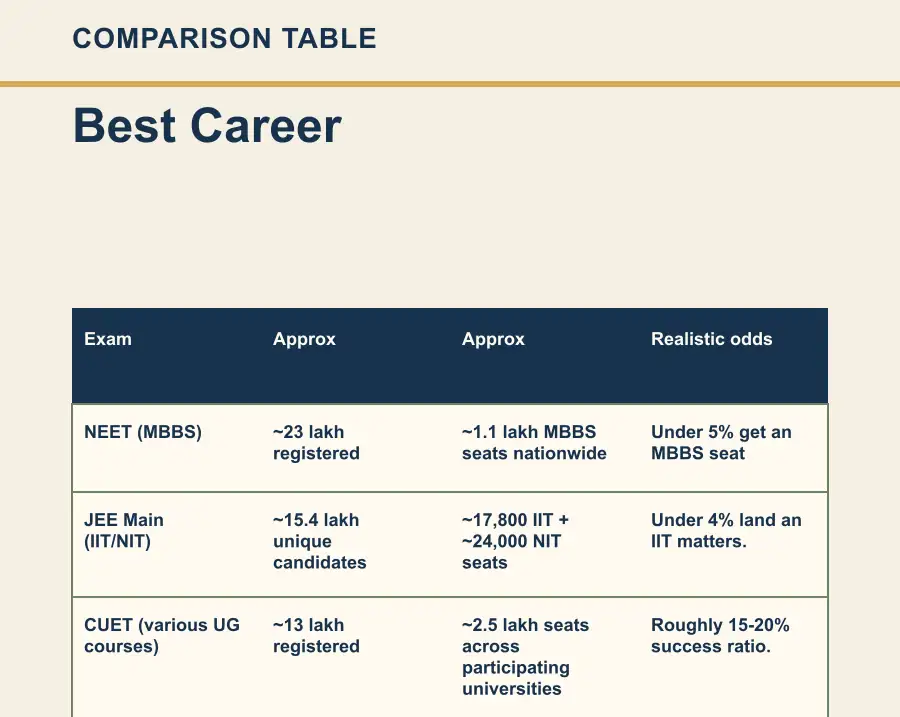 COMPARISON TABLE
Best Career
Exam
Approx
Approx
Realistic odds
NEET (MBBS)
~23 lakh
registered
~1.1 lakh MBBS
seats nationwide
Under 5% get an
MBBS seat
JEE Main
(IIT/NIT)
~15.4 lakh
unique
candidates
~17,800 IIT +
~24,000 NIT
seats
Under 4% land an
IIT matters.
CUET (various UG
courses)
~13 lakh
registered
~2.5 lakh seats
across
participating
universities
Roughly 15-20%
success ratio.